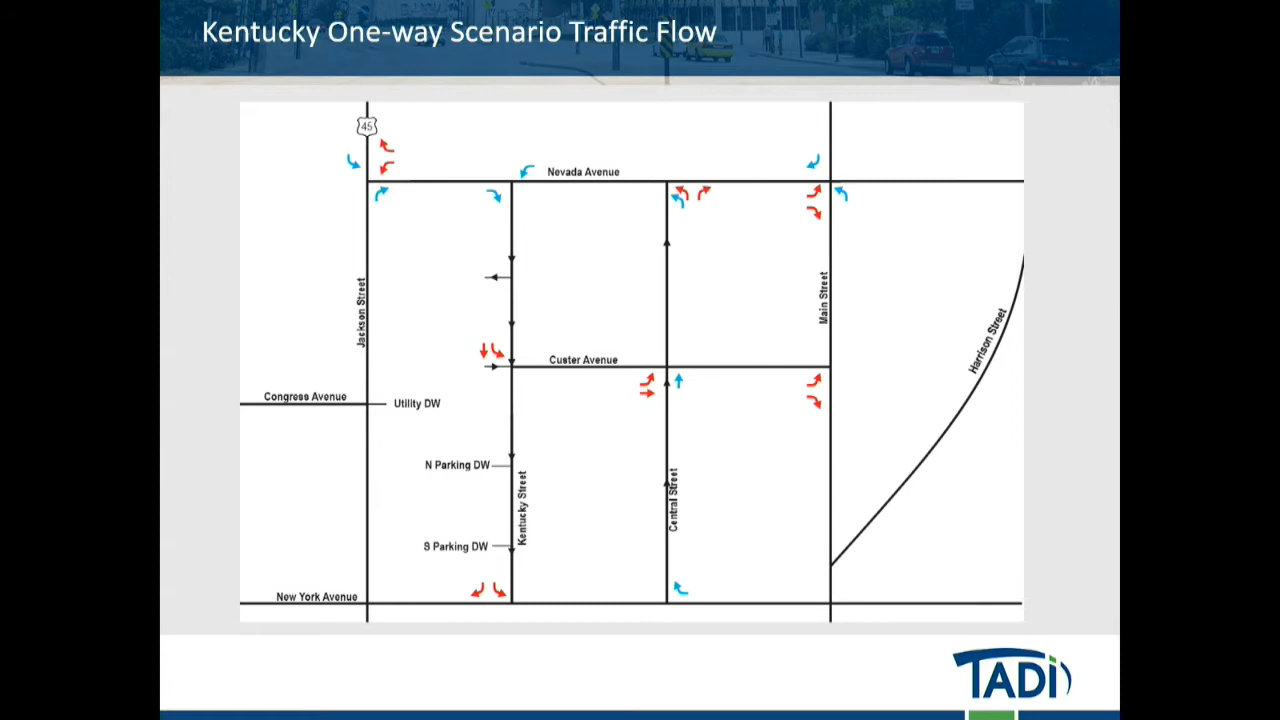 Kentucky One-way Scenario Traffic Flow
45
Nevada Avenue
Jackson Street
Main Street
Harrison Street
Custer Avenue
Congress Avenue
Utility DW
N Parking DW
Kentucky Street
Central Street
S Parking DW
New York Avenue
TADI